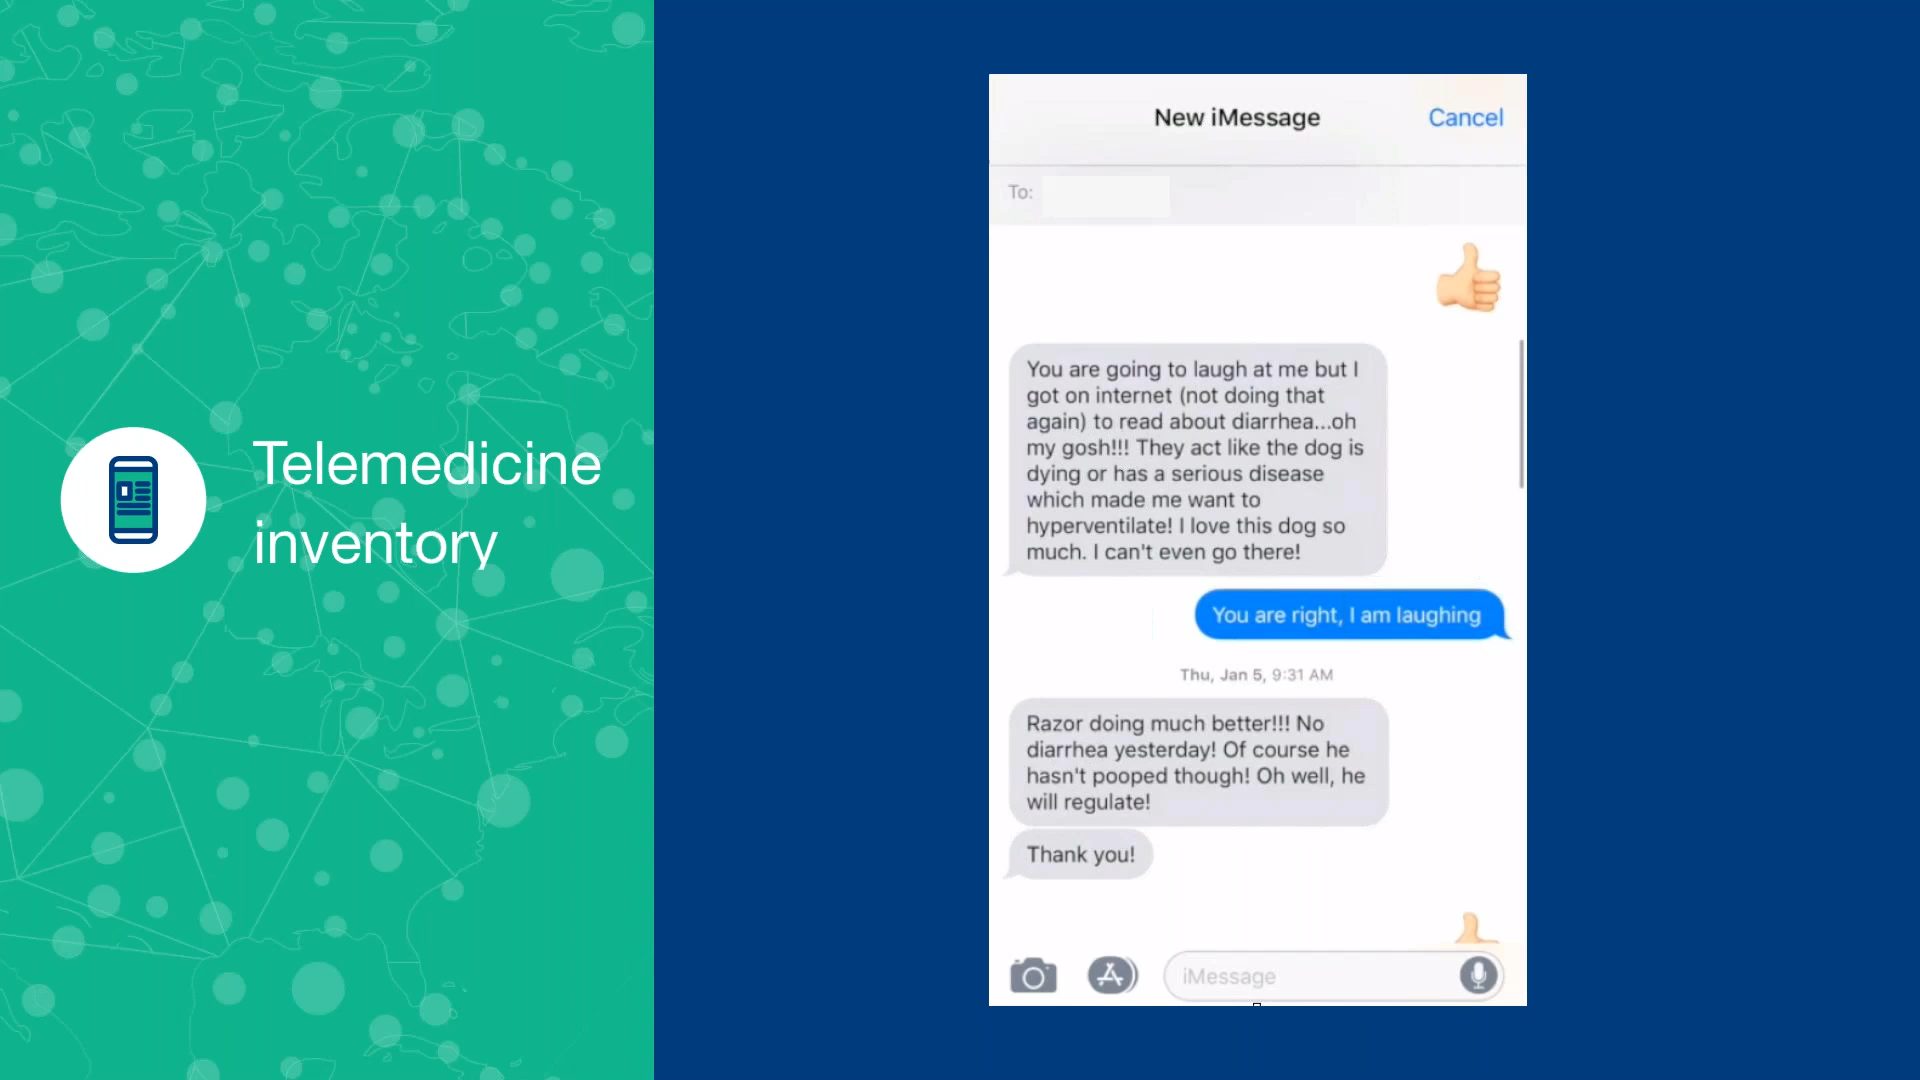 Telemedicine
inventory
New iMessage
Cancel
To:
You are going to laugh at me but I
got on internet (not doing that
again) to read about diarrhea...oh
my gosh!!! They act like the dog is
dying or has a serious disease
which made me want to
hyperventilate! I love this dog so
much. I can't even go there!
You are right, I am laughing
Thu, Jan 5, 9:31 AM
Razor doing much better!!! No
diarrhea yesterday! Of course he
hasn't pooped though! Oh well, he
will regulate!
Thank you!
iMessage